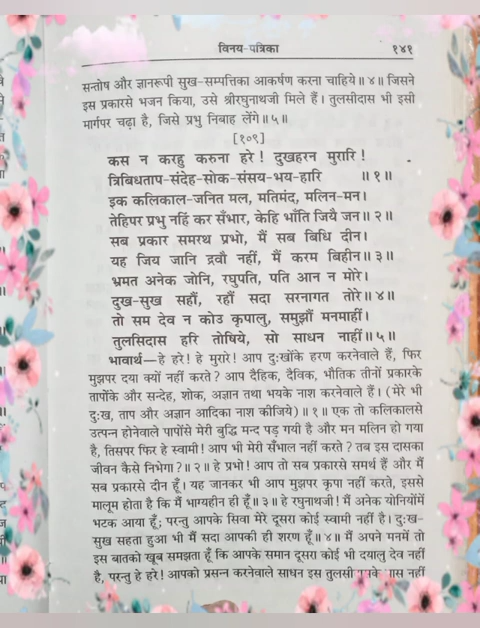 विनय-पत्रिका १४१
सन्तोष और ज्ञानरूपी सुख-सम्पत्तिका आकर्षण करना चाहिये॥४॥ जिसने
इस प्रकारसे भजन किया, उसे श्रीरघुनाथजी मिले हैं। तुलसीदास भी इसी
मार्गपर चढ़ा है, जिसे प्रभु निबाह लेंगे॥५॥
[१०९]
कस न करहु करुना हरे! दुखहरन मुरारि!
त्रिबिधताप-संदेह-सोक-संसय-भय-हारि ॥१॥
इक कलिकाल-जनित मल, मतिमंद, मलिन-मन।
तेहिपर प्रभु नहिं कर सँभार, केहि भाँति जियै जन॥२॥
सब प्रकार समरथ प्रभो, मैं सब बिधि दीन।
यह जिय जानि द्रवौ नहीं, मैं करम बिहीन॥३॥
भ्रमत अनेक जोनि, रघुपति, पति आन न मोरे।
दुख-सुख सहौं, रहौं सदा सरनागत तोरे॥४॥
तो सम देव न कोउ कृपालु, समुझौं मनमाहीं।
तुलसिदास हरि तोषिये, सो साधन नाहीं॥५॥
भावार्थ—हे हरे! हे मुरारे! आप दुःखोंके हरण करनेवाले हैं, फिर
मुझपर दया क्यों नहीं करते? आप दैहिक, दैविक, भौतिक तीनों प्रकारके
तापोंके और सन्देह, शोक, अज्ञान तथा भयके नाश करनेवाले हैं। (मेरे भी
दुःख, ताप और अज्ञान आदिका नाश कीजिये)॥१॥ एक तो कलिकालसे
उत्पन्न होनेवाले पापोंसे मेरी बुद्धि मन्द पड़ गयी है और मन मलिन हो गया
है, तिसपर फिर हे स्वामी! आप भी मेरी सँभाल नहीं करते? तब इस दासका
जीवन कैसे निभेगा?॥२॥ हे प्रभो! आप तो सब प्रकारसे समर्थ हैं और मैं
सब प्रकारसे दीन हूँ। यह जानकर भी आप मुझपर कृपा नहीं करते, इससे
मालूम होता है कि मैं भाग्यहीन ही हूँ॥३॥ हे रघुनाथजी! मैं अनेक योनियोंमें
भटक आया हूँ; परन्तु आपके सिवा मेरे दूसरा कोई स्वामी नहीं है। दुःख-
सुख सहता हुआ भी मैं सदा आपकी ही शरण हूँ॥४॥ मैं अपने मनमें तो
इस बातको खूब समझता हूँ कि आपके समान दूसरा कोई भी दयालु देव नहीं
है, परन्तु हे हरे! आपको प्रसन्न करनेवाले साधन इस तुलसी नहीं